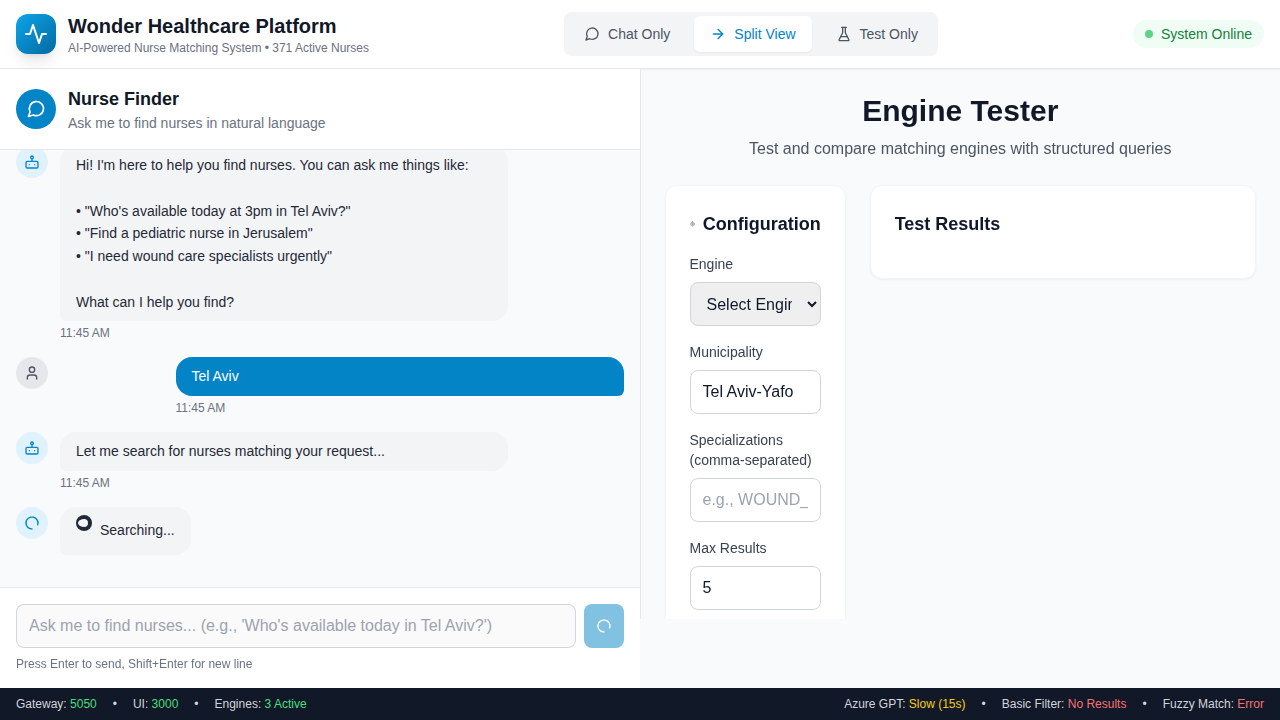 Wonder Healthcare Platform
AI-Powered Nurse Matching System • 371 Active Nurses
Chat Only
Split View
Test Only
System Online
Nurse Finder
Ask me to find nurses in natural language
Hi! I'm here to help you find nurses. You can ask me things like:
• "Who's available today at 3pm in Tel Aviv?"
• "Find a pediatric nurse in Jerusalem"
• "I need wound care specialists urgently"
What can I help you find?
11:45 AM
Tel Aviv
11:45 AM
Let me search for nurses matching your request...
11:45 AM
Searching...
Ask me to find nurses... (e.g., 'Who's available today in Tel Aviv?')
Press Enter to send, Shift+Enter for new line
Engine Tester
Test and compare matching engines with structured queries
Configuration
Engine
Select Engir
Municipality
Tel Aviv-Yafo
Specializations
(comma-separated)
e.g., WOUND_
Max Results
5
Test Results
Gateway: 5050 • UI: 3000 • Engines: 3 Active
Azure GPT: Slow (15s) • Basic Filter: No Results • Fuzzy Match: Error